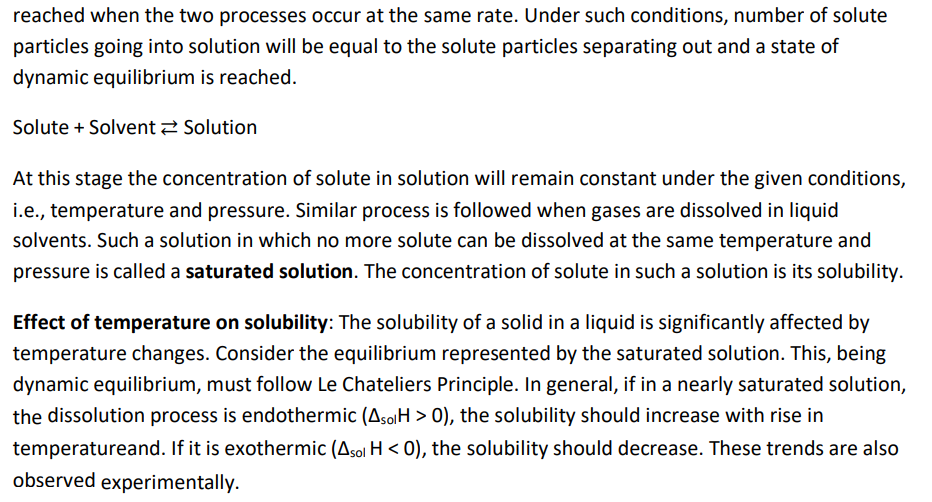 reached when the two processes occur at the same rate. Under such conditions, number of solute
particles going into solution will be equal to the solute particles separating out and a state of
dynamic equilibrium is reached.
Solute + Solvent ⇄ Solution
At this stage the concentration of solute in solution will remain constant under the given conditions,
i.e., temperature and pressure. Similar process is followed when gases are dissolved in liquid
solvents. Such a solution in which no more solute can be dissolved at the same temperature and
pressure is called a saturated solution. The concentration of solute in such a solution is its solubility.
Effect of temperature on solubility: The solubility of a solid in a liquid is significantly affected by
temperature changes. Consider the equilibrium represented by the saturated solution. This, being
dynamic equilibrium, must follow Le Chateliers Principle. In general, if in a nearly saturated solution,
the dissolution process is endothermic (ΔsolH > 0), the solubility should increase with rise in
temperatureand. If it is exothermic (Δsol H < 0), the solubility should decrease. These trends are also
observed experimentally.